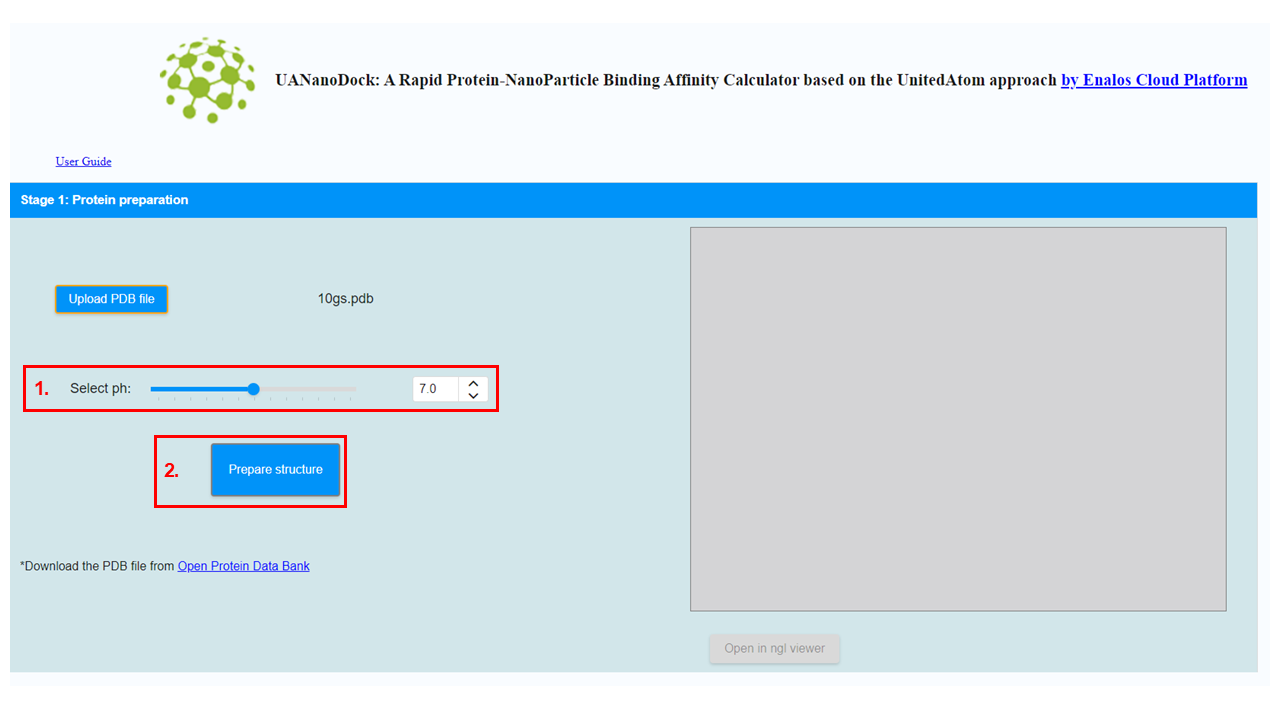 UANanoDock: A Rapid Protein-NanoParticle Binding Affinity Calculator based on the UnitedAtom approach by Enalos Cloud Platform
User Guide
Stage 1: Protein preparation
Upload PDB file 10gs.pdb
1. Select ph: 7.0
2. Prepare structure
*Download the PDB file from Open Protein Data Bank
Open in ngl viewer